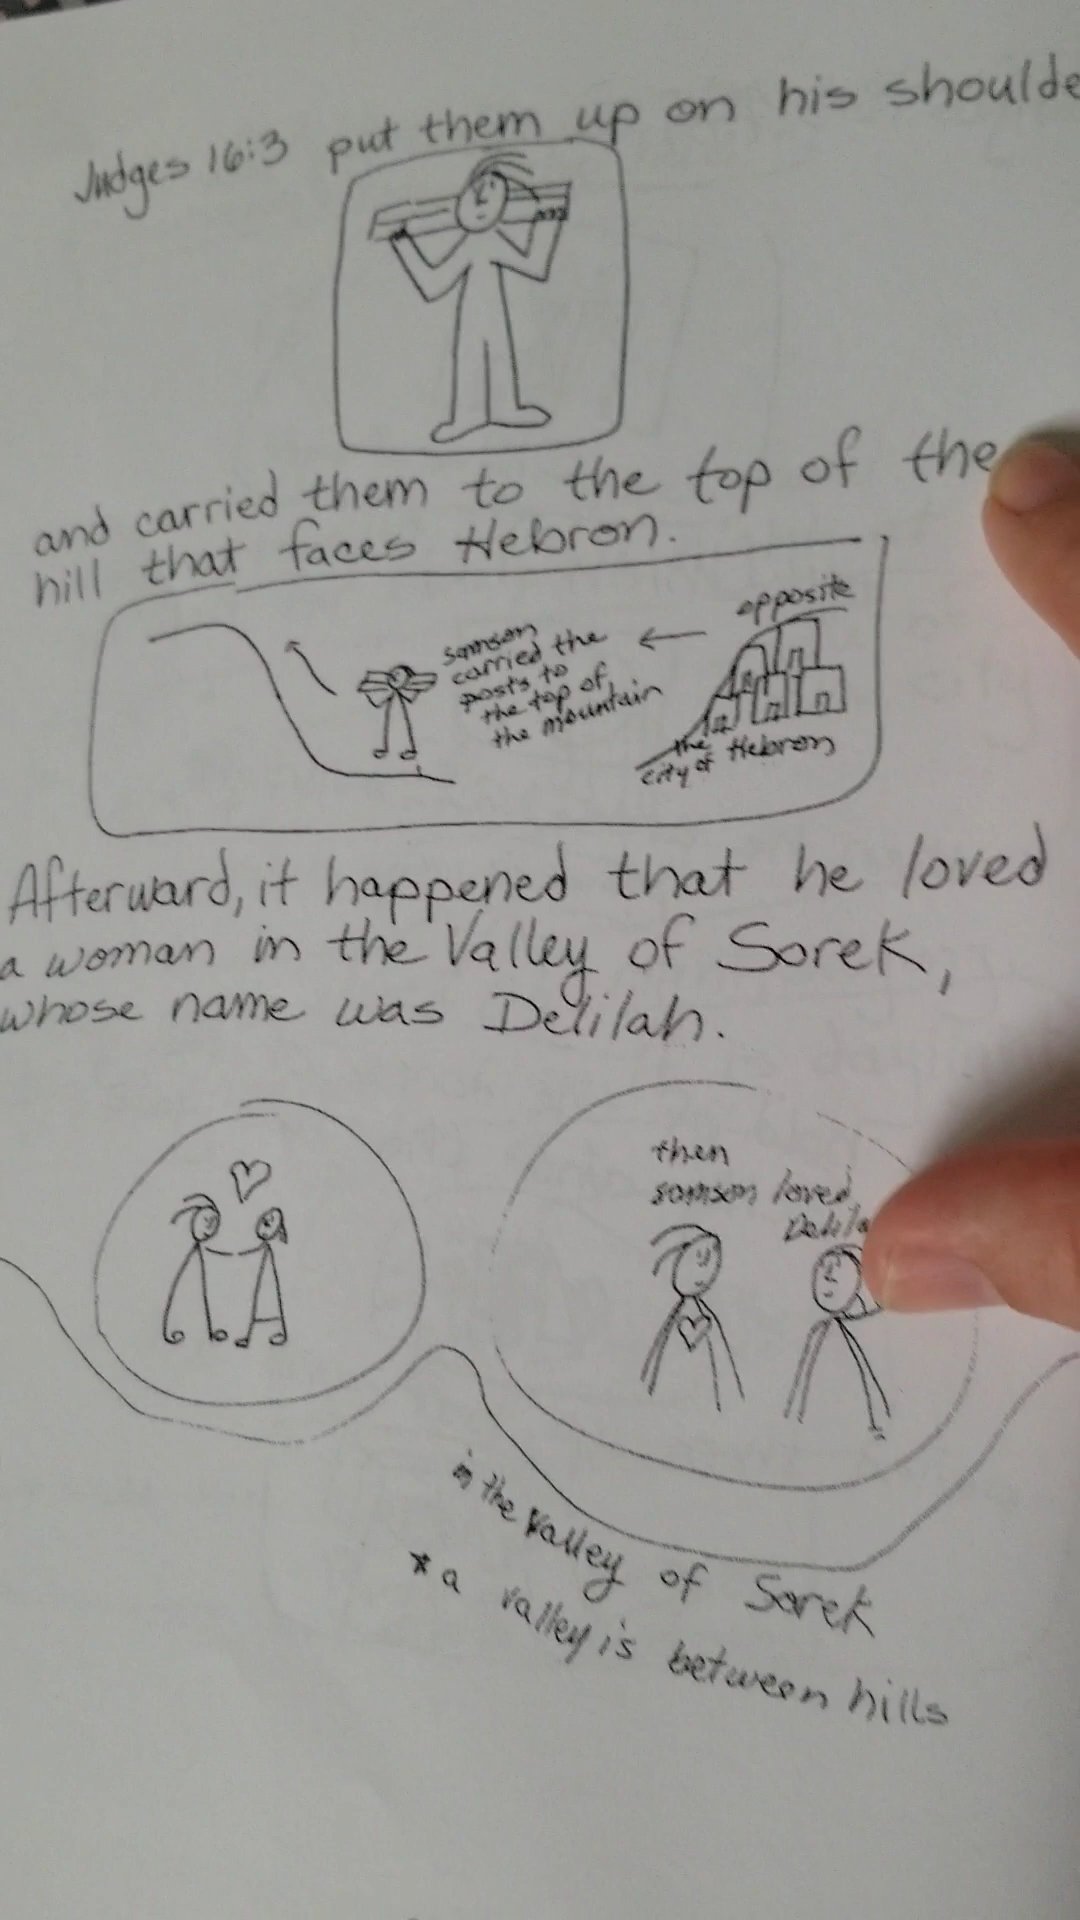 Judges 16:3 put them up on his shoulde
and carried them to the top of the
hill that faces Hebron.
opposite
samson
carried the
posts to
the top of
the mountain
the
city of Hebron
Afterward, it happened that he loved
a woman in the Valley of Sorek,
whose name was Delilah.
then
samson loved
Delila
in the Valley of Sorek
*a valley is between hills